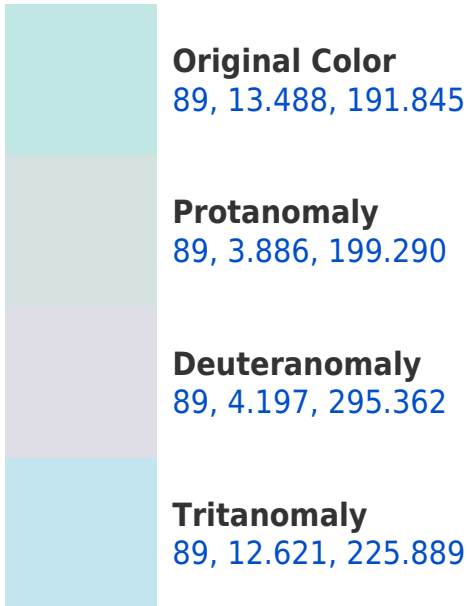 Original Color
89, 13.488, 191.845
Protanomaly
89, 3.886, 199.290
Deuteranomaly
89, 4.197, 295.362
Tritanomaly
89, 12.621, 225.889